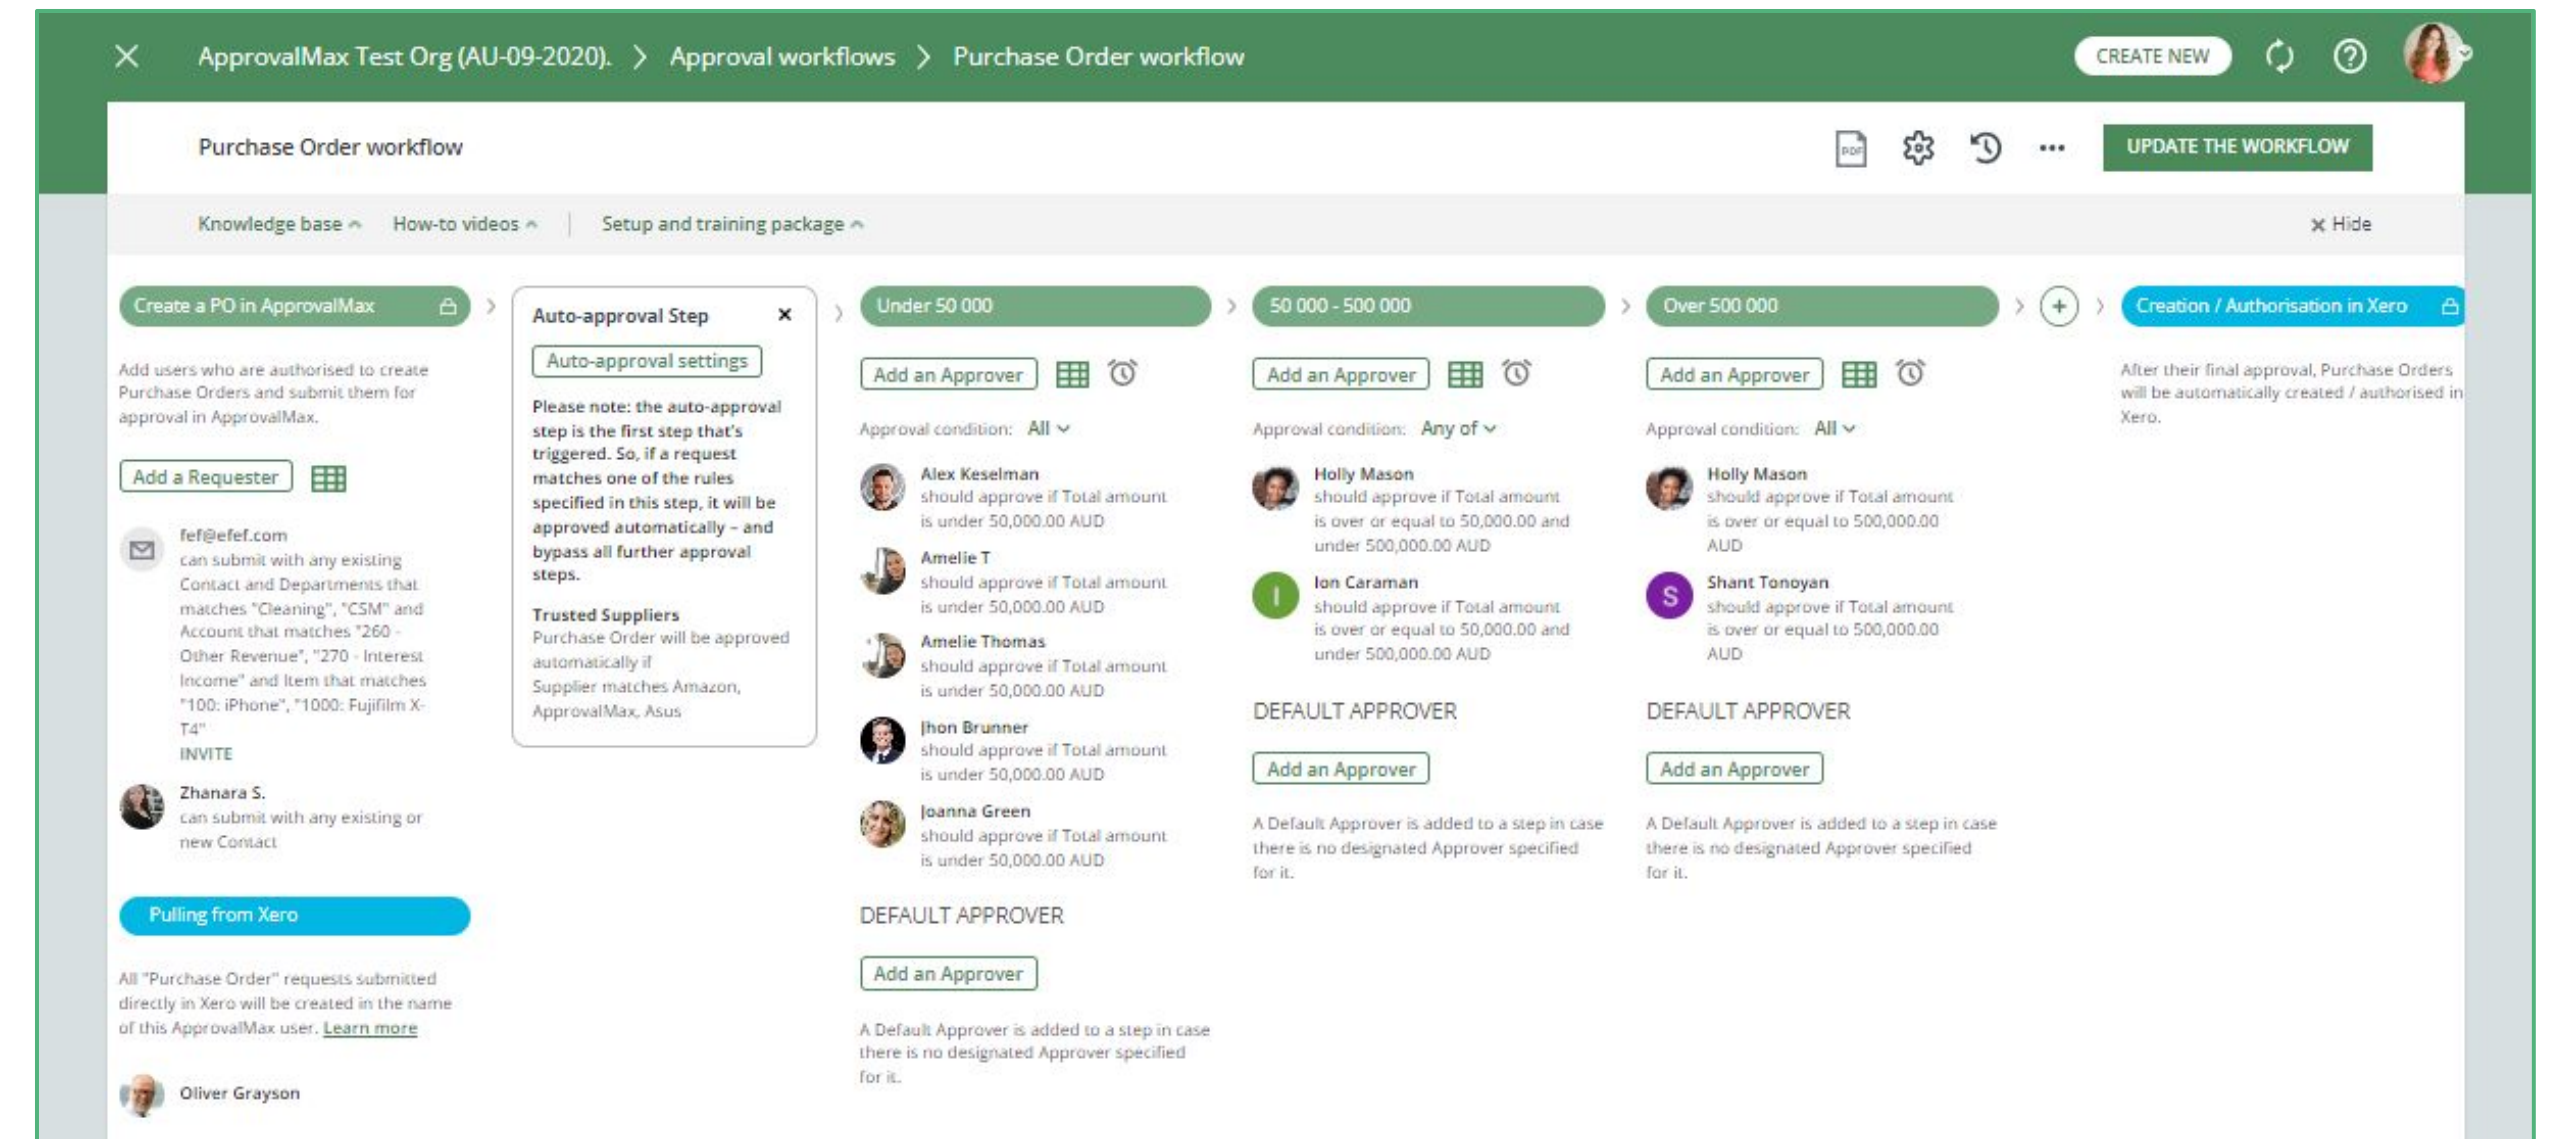 ApprovalMax Test Org (AU-09-2020). > Approval workflows > Purchase Order workflow
CREATE NEW
Purchase Order workflow
PDF
UPDATE THE WORKFLOW
Knowledge base
How-to videos
Setup and training package
Hide
Create a PO in ApprovalMax
Add users who are authorised to create
Purchase Orders and submit them for
approval in ApprovalMax.
Add a Requester
fef@efef.com
can submit with any existing
Contact and Departments that
matches "Cleaning", "CSM" and
Account that matches "260 -
Other Revenue", "270 - Interest
Income" and Item that matches
"100: iPhone", "1000: Fujifilm X-
T4"
INVITE
Zhanara S.
can submit with any existing or
new Contact
Pulling from Xero
All "Purchase Order" requests submitted
directly in Xero will be created in the name
of this ApprovalMax user. Learn more
Oliver Grayson
Auto-approval Step
Auto-approval settings
Please note: the auto-approval
step is the first step that's
triggered. So, if a request
matches one of the rules
specified in this step, it will be
approved automatically – and
bypass all further approval
steps.
Trusted Suppliers
Purchase Order will be approved
automatically if
Supplier matches Amazon,
ApprovalMax, Asus
Under 50 000
Add an Approver
Approval condition: All
Alex Keselman
should approve if Total amount
is under 50,000.00 AUD
Amelie T
should approve if Total amount
is under 50,000.00 AUD
Amelie Thomas
should approve if Total amount
is under 50,000.00 AUD
Jhon Brunner
should approve if Total amount
is under 50,000.00 AUD
Joanna Green
should approve if Total amount
is under 50,000.00 AUD
DEFAULT APPROVER
Add an Approver
A Default Approver is added to a step in case
there is no designated Approver specified
for it.
50 000 - 500 000
Add an Approver
Approval condition: Any of
Holly Mason
should approve if Total amount
is over or equal to 50,000.00 and
under 500,000.00 AUD
I
Ion Caraman
should approve if Total amount
is over or equal to 50,000.00 and
under 500,000.00 AUD
DEFAULT APPROVER
Add an Approver
A Default Approver is added to a step in case
there is no designated Approver specified
for it.
Over 500 000
Add an Approver
Approval condition: All
Holly Mason
should approve if Total amount
is over or equal to 500,000.00
AUD
S
Shant Tonoyan
should approve if Total amount
is over or equal to 500,000.00
AUD
DEFAULT APPROVER
Add an Approver
A Default Approver is added to a step in case
there is no designated Approver specified
for it.
Creation / Authorisation in Xero
After their final approval, Purchase Orders
will be automatically created / authorised in
Xero.